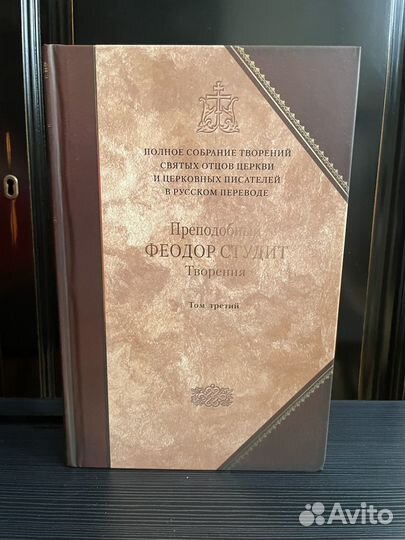 ПОЛНОЕ СОБРАНИЕ ТВОРЕНИЙ
СВЯТЫХ ОТЦОВ ЦЕРКВИ
И ЦЕРКОВНЫХ ПИСАТЕЛЕЙ
В РУССКОМ ПЕРЕВОДЕ
Преподобный
ФЕОДОР СТУДИТ
Творения
Том третий
Avito